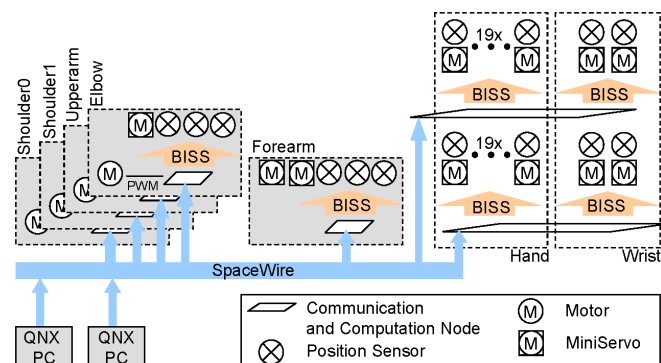 Shoulder0
Shoulder1
Upperarm
Elbow
M
BISS
M
PWM
M
M
M
Forearm
M M
BISS
19x
M M M M
BISS BISS
19x
M M M M
BISS BISS
Hand Wrist
SpaceWire
QNX
PC
QNX
PC
Communication
and Computation Node
Position Sensor
M Motor
M MiniServo